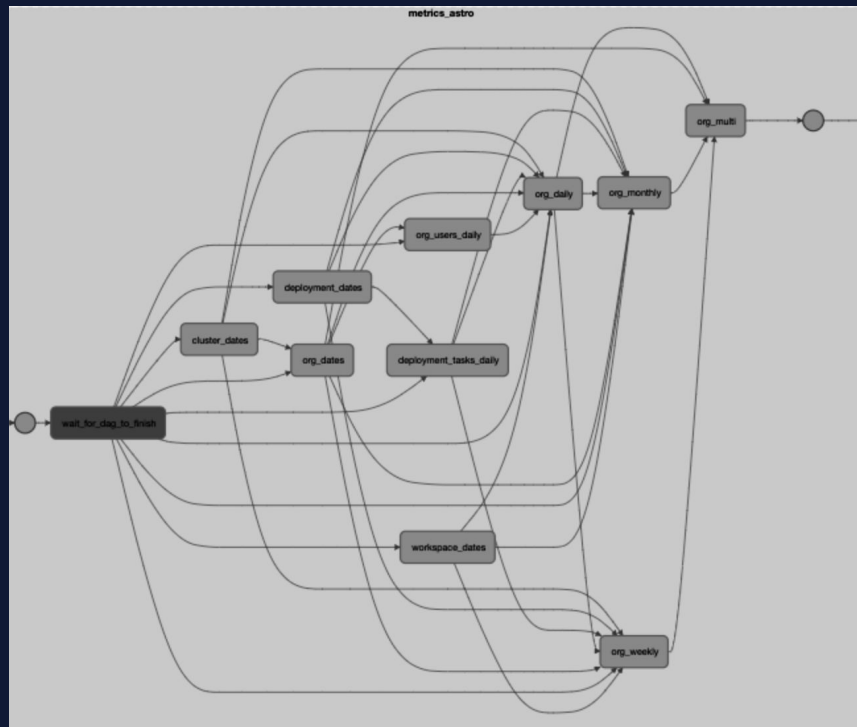 metrics_astro
org_multi
org_daily
org_monthly
org_users_daily
deployment_dates
cluster_dates
org_dates
deployment_tasks_daily
wait_for_dag_to_finish
workspace_dates
org_weekly